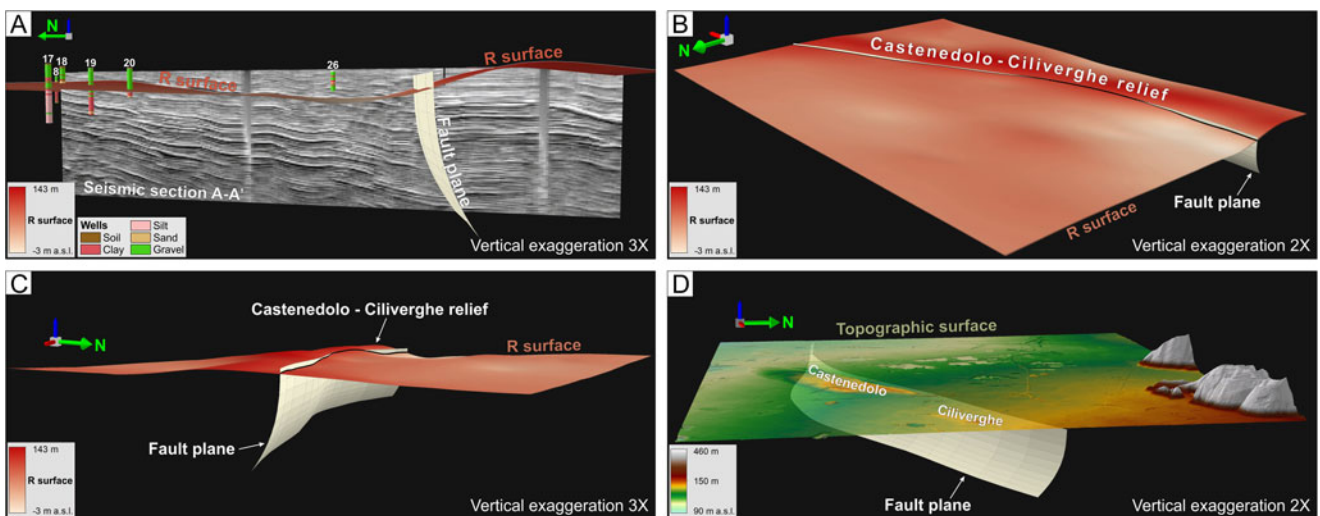 A
N
17
8
18
19
20
26
R surface
R surface
Fault plane
Seismic section A-A'
143 m
R surface
-3 m a.s.l.
Wells
Soil
Clay
Silt
Sand
Gravel
Vertical exaggeration 3X
B
N
Castenedolo - Ciliverghe relief
Fault plane
R surface
143 m
R surface
-3 m a.s.l.
Vertical exaggeration 2X
C
N
Castenedolo - Ciliverghe relief
R surface
Fault plane
143 m
R surface
-3 m a.s.l.
Vertical exaggeration 3X
D
N
Topographic surface
Castenedolo
Ciliverghe
Fault plane
460 m
150 m
90 m a.s.l.
Vertical exaggeration 2X